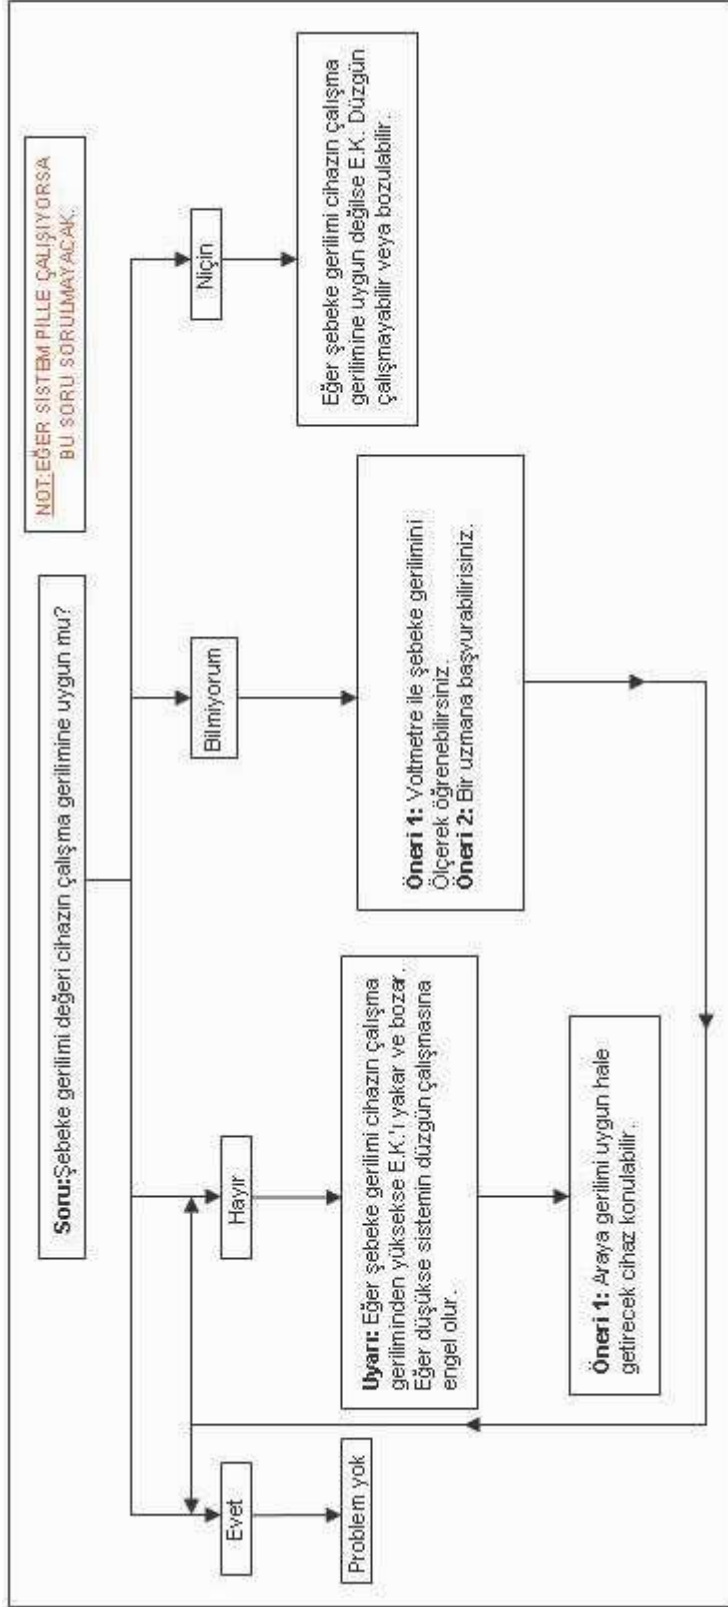 Soru:Şebeke gerilimi değeri cihazın çalışma gerilimine uygun mu?
NOT:EĞER SİSTEM PİLLE ÇALIŞIYORSA
BU SORU SORULMAYACAK.
Evet
Hayır
Bilmiyorum
Niçin
Problem yok
Uyarı: Eğer şebeke gerilimi cihazın çalışma
geriliminden yüksekse E.K.'ı yakar ve bozar.
Eğer düşükse sistemin düzgün çalışmasına
engel olur.
Öneri 1: Araya gerilimi uygun hale
getirecek cihaz konulabilir.
Öneri 1: Voltmetre ile şebeke gerilimini
Ölçerek öğrenebilirsiniz.
Öneri 2: Bir uzmana başvurabilirisiniz.
Eğer şebeke gerilimi cihazın çalışma
gerilimine uygun değilse E.K. Düzgün
çalışmayabilir veya bozulabilir.